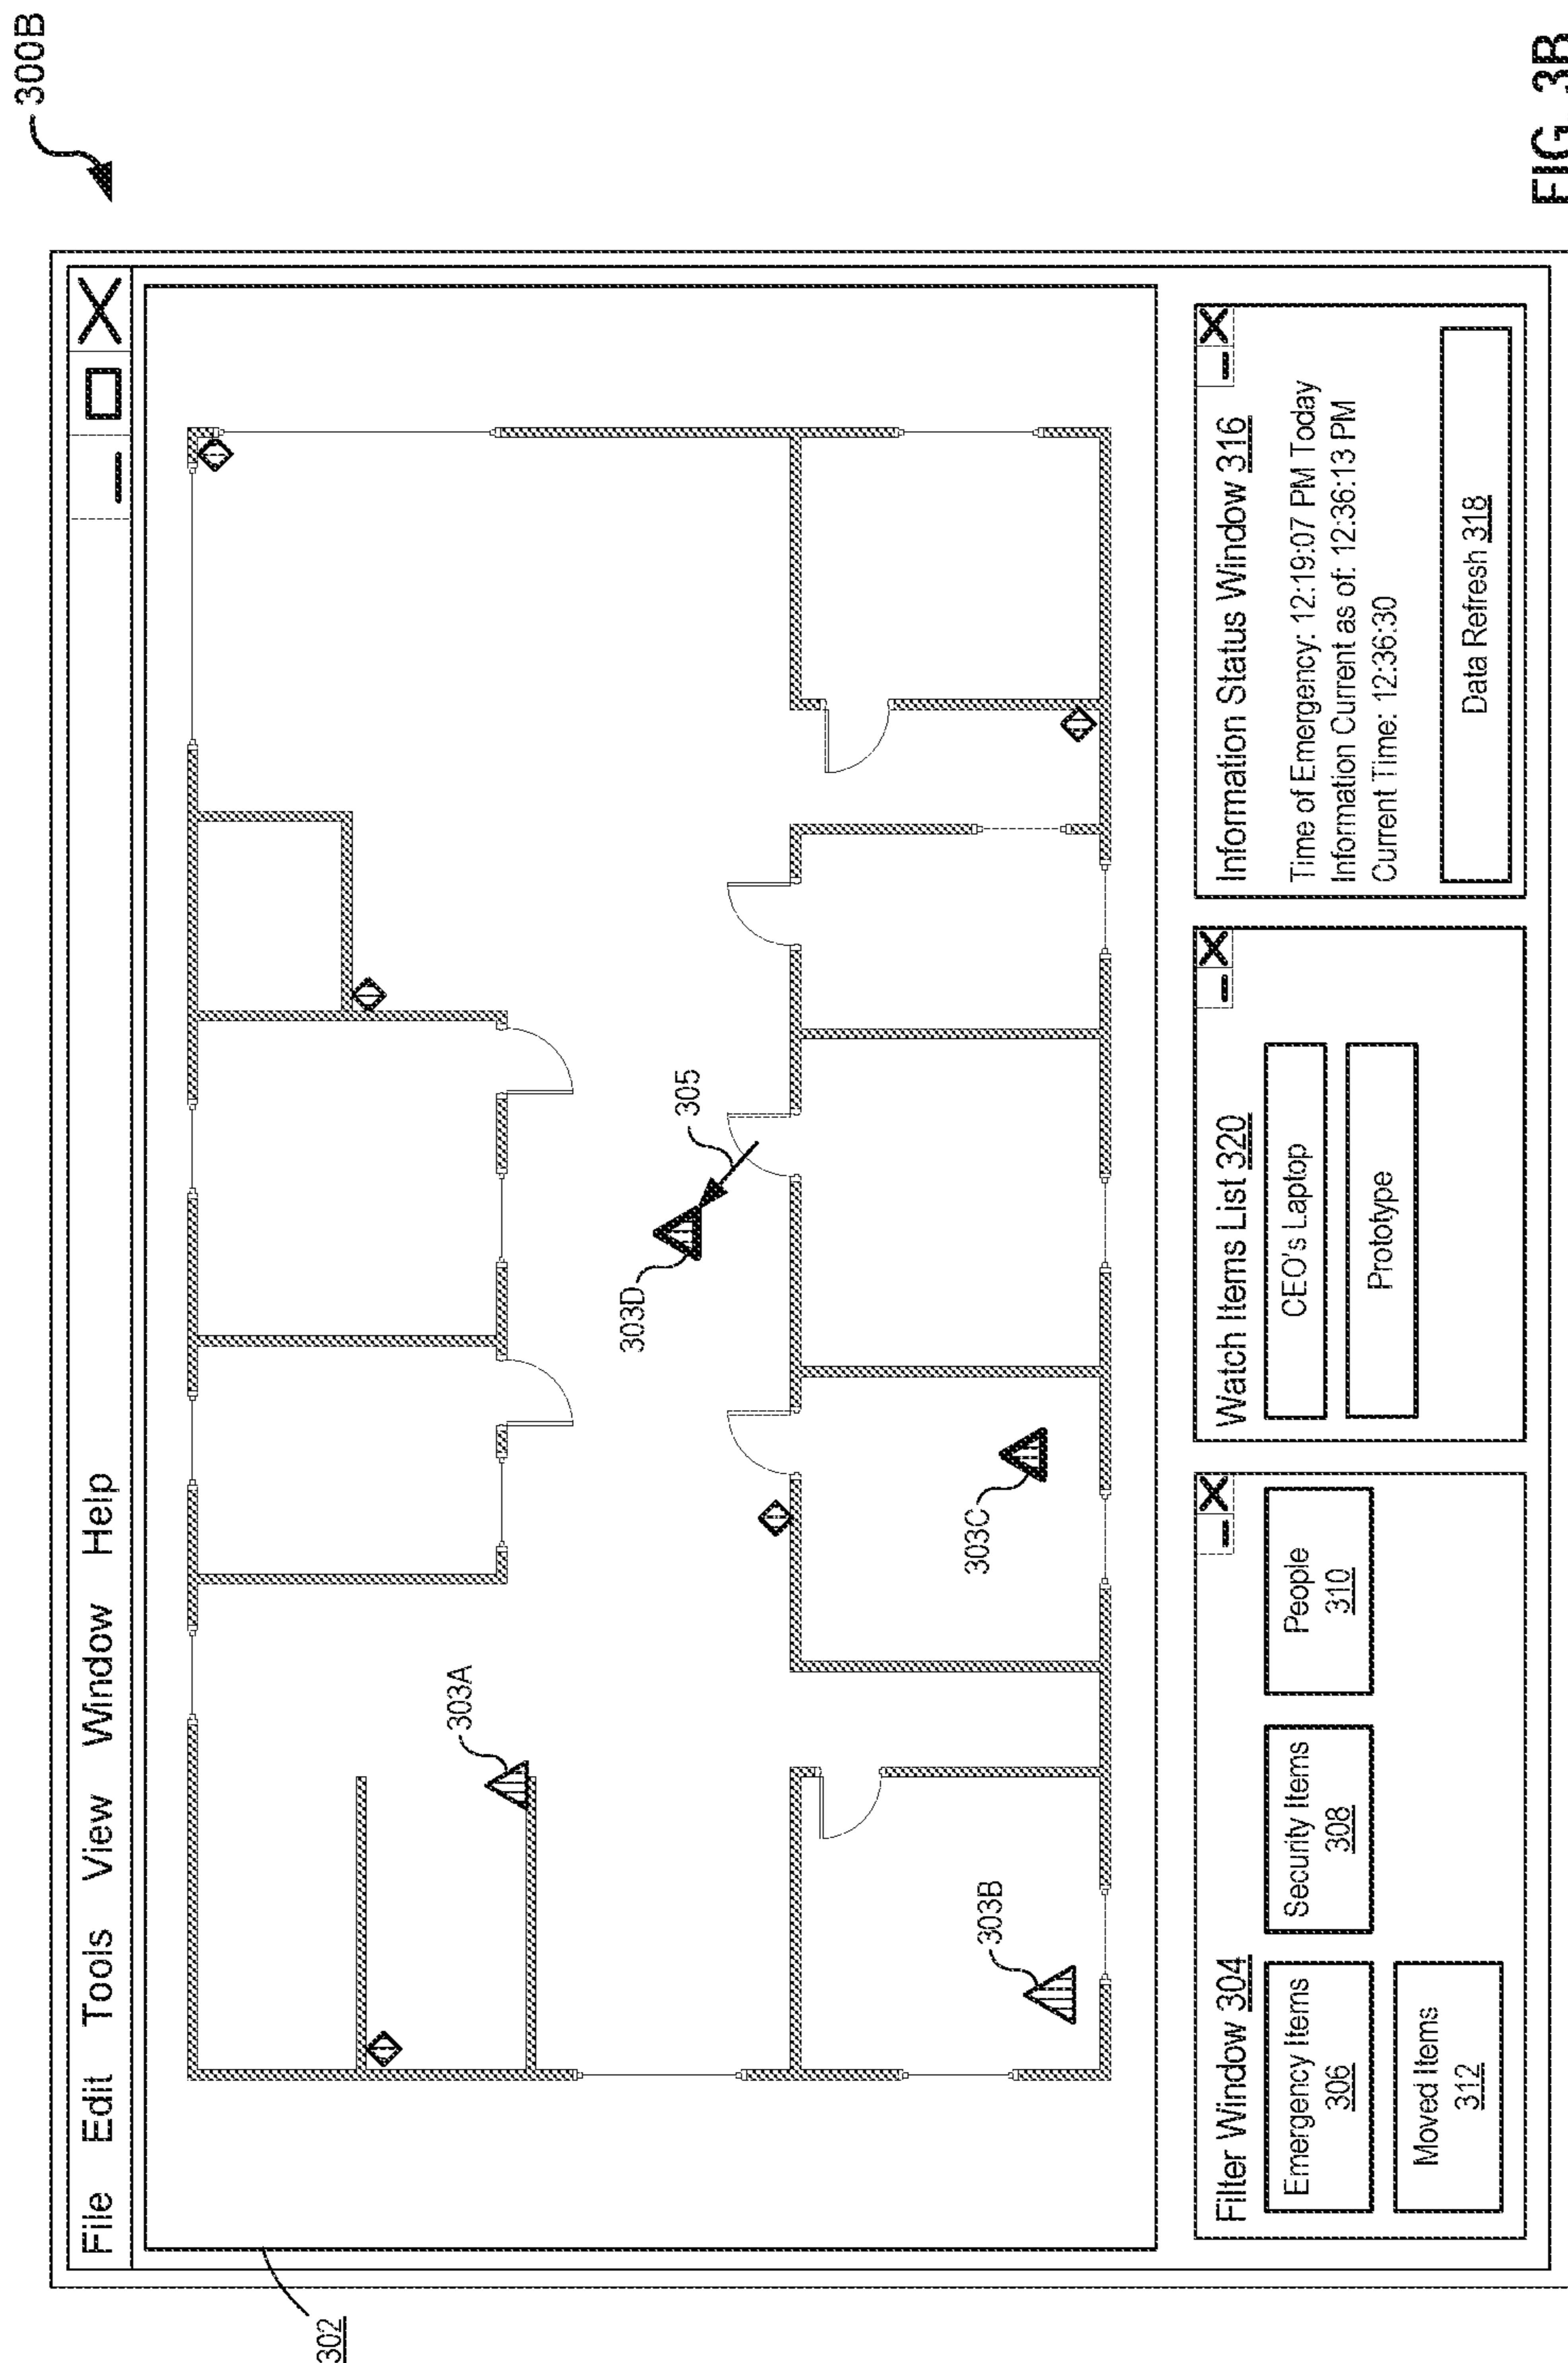 300B
File Edit Tools View Window Help
302
303A
303D
305
303B
303C
Filter Window 304
Emergency Items
306
Security Items
308
People
310
Moved Items
312
Watch Items List 320
CEO's Laptop
Prototype
Information Status Window 316
Time of Emergency: 12:19:07 PM Today
Information Current as of: 12:36:13 PM
Current Time: 12:36:30
Data Refresh 318
FIG. 3B